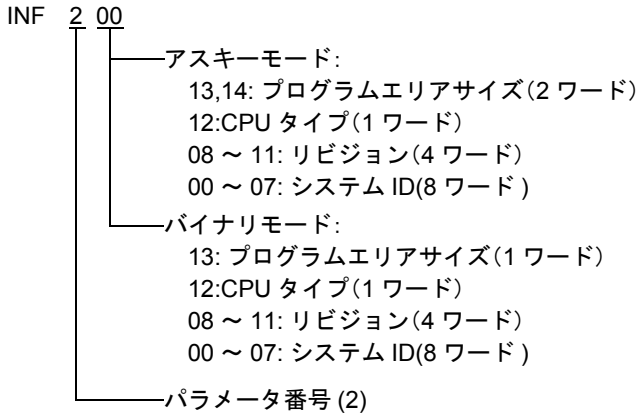 INF 2 00
アスキーモード:
13,14: プログラムエリアサイズ(2 ワード)
12:CPU タイプ(1 ワード)
08 ～ 11: リビジョン(4 ワード)
00 ～ 07: システム ID(8 ワード )
バイナリモード:
13: プログラムエリアサイズ(1 ワード)
12:CPU タイプ(1 ワード)
08 ～ 11: リビジョン(4 ワード)
00 ～ 07: システム ID(8 ワード )
パラメータ番号 (2)